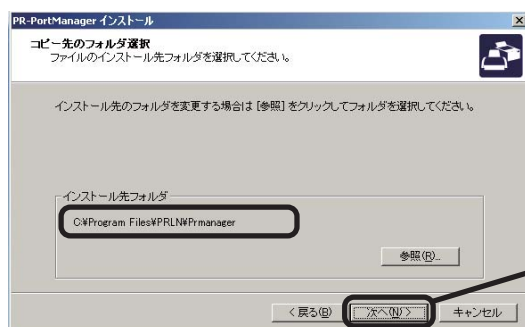 PR-PortManager インストール
コピー先のフォルダ選択
ファイルのインストール先フォルダを選択してください。
インストール先のフォルダを変更する場合は [参照] をクリックしてフォルダを選択してください。
インストール先フォルダ
C:¥Program Files¥PRLN¥Prmanager
参照(R)...
< 戻る(B)
次へ(N) >
キャンセル